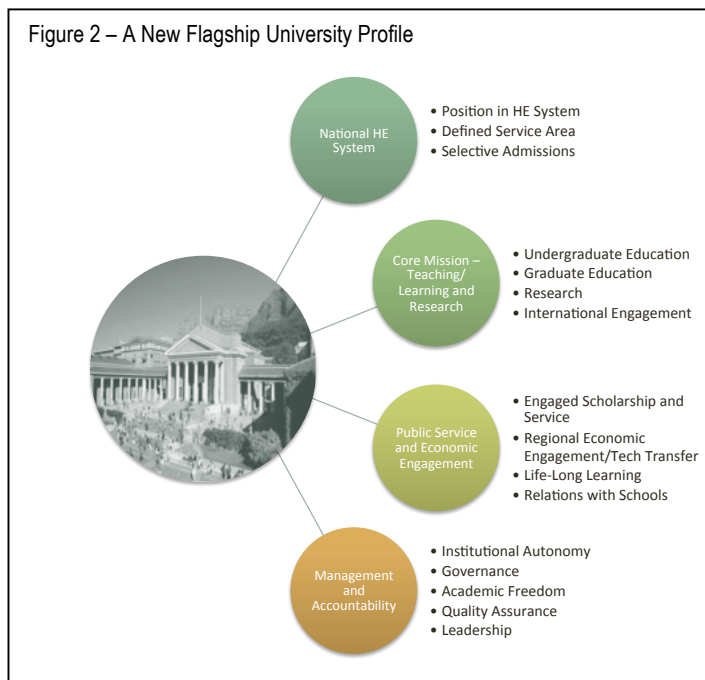 Figure 2 – A New Flagship University Profile
National HE
System
• Position in HE System
• Defined Service Area
• Selective Admissions
Core Mission –
Teaching/
Learning and
Research
• Undergraduate Education
• Graduate Education
• Research
• International Engagement
Public Service
and Economic
Engagement
• Engaged Scholarship and
Service
• Regional Economic
Engagement/Tech Transfer
• Life-Long Learning
• Relations with Schools
Management
and
Accountability
• Institutional Autonomy
• Governance
• Academic Freedom
• Quality Assurance
• Leadership